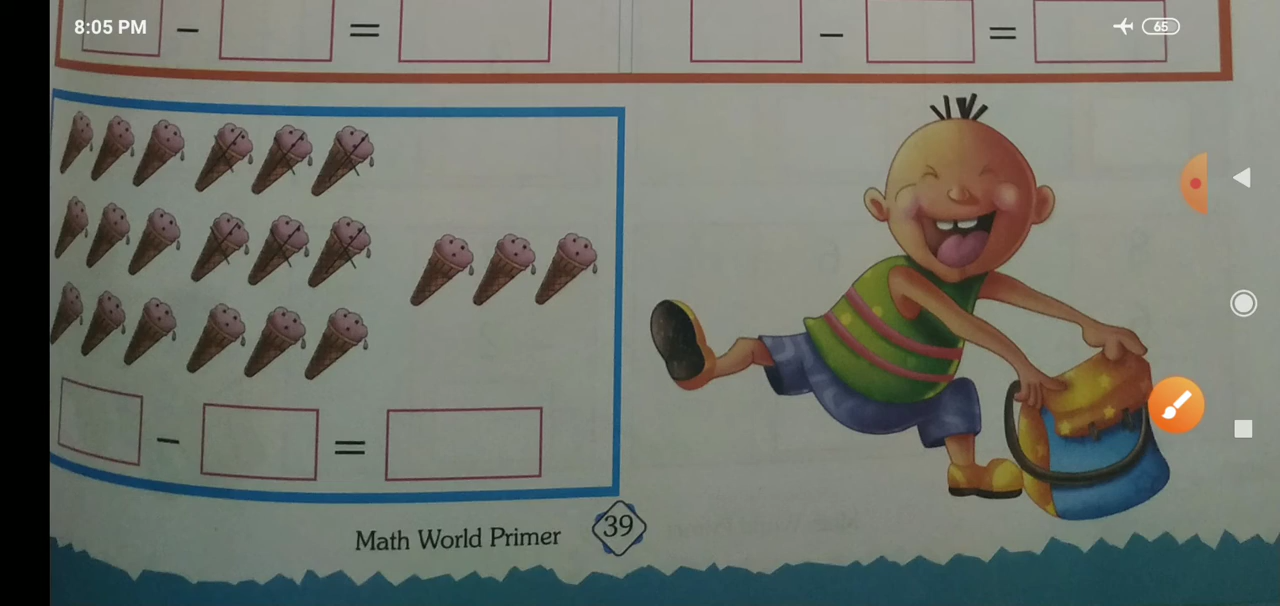 8:05 PM
65
- =
- =
- =
Math World Primer
39